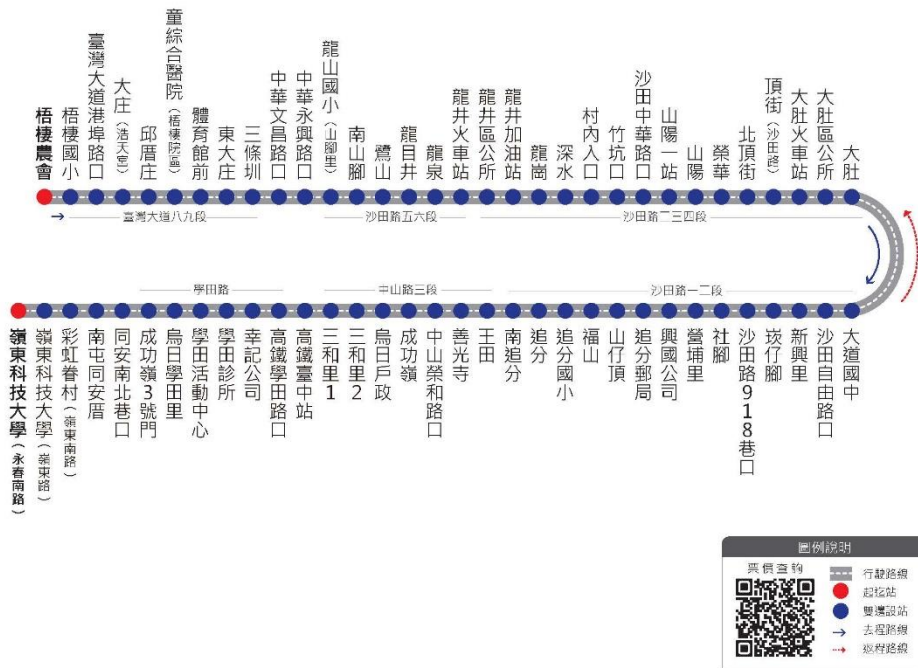 梧棲農會
梧棲國小
臺灣大道港埠路口
大庄(浩天宮)
邱厝庄
童綜合醫院(梧棲院區)
體育館前
東大庄
三條圳
中華文昌路口
中華永興路口
龍山國小(山腳里)
南山腳
鷺山
龍目井
龍泉
龍井火車站
龍井區公所
龍井加油站
龍崗
深水
村內入口
竹坑口
沙田中華路口
山陽一站
山陽
榮華
北頂街
頂街(沙田路)
大肚火車站
大肚區公所
大肚
臺灣大道八九段
沙田路五六段
沙田路二三四段
學田路
中山路三段
沙田路一二段
嶺東科技大學(永春南路)
嶺東科技大學(嶺東路)
彩虹眷村(嶺東南路)
南屯同安厝
同安南北巷口
成功嶺3號門
烏日學田里
學田活動中心
學田診所
幸記公司
高鐵學田路口
高鐵臺中站
三和里1
三和里2
烏日戶政
成功嶺
中山榮和路口
善光寺
王田
南追分
追分
追分國小
福山
山仔頂
追分郵局
興國公司
營埔里
社腳
沙田路918巷口
崁仔腳
新興里
沙田自由路口
大道國中
圖例說明
票價查詢
行駛路線
起迄站
雙邊設站
去程路線
返程路線